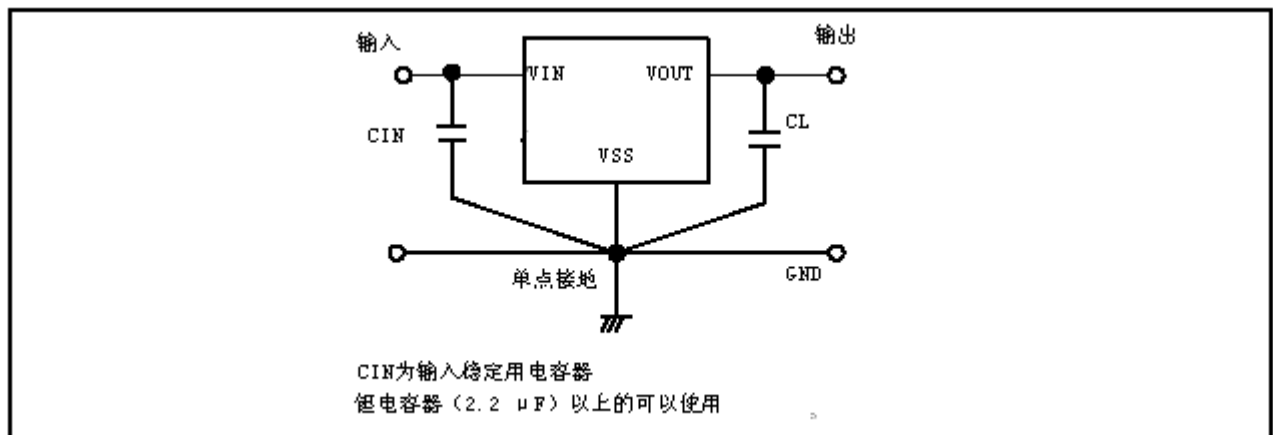 输入
输出
VIN
VOUT
CIN
CL
VSS
单点接地
GND
CIN为输入稳定用电容器
钽电容器（2.2 μF）以上的可以使用